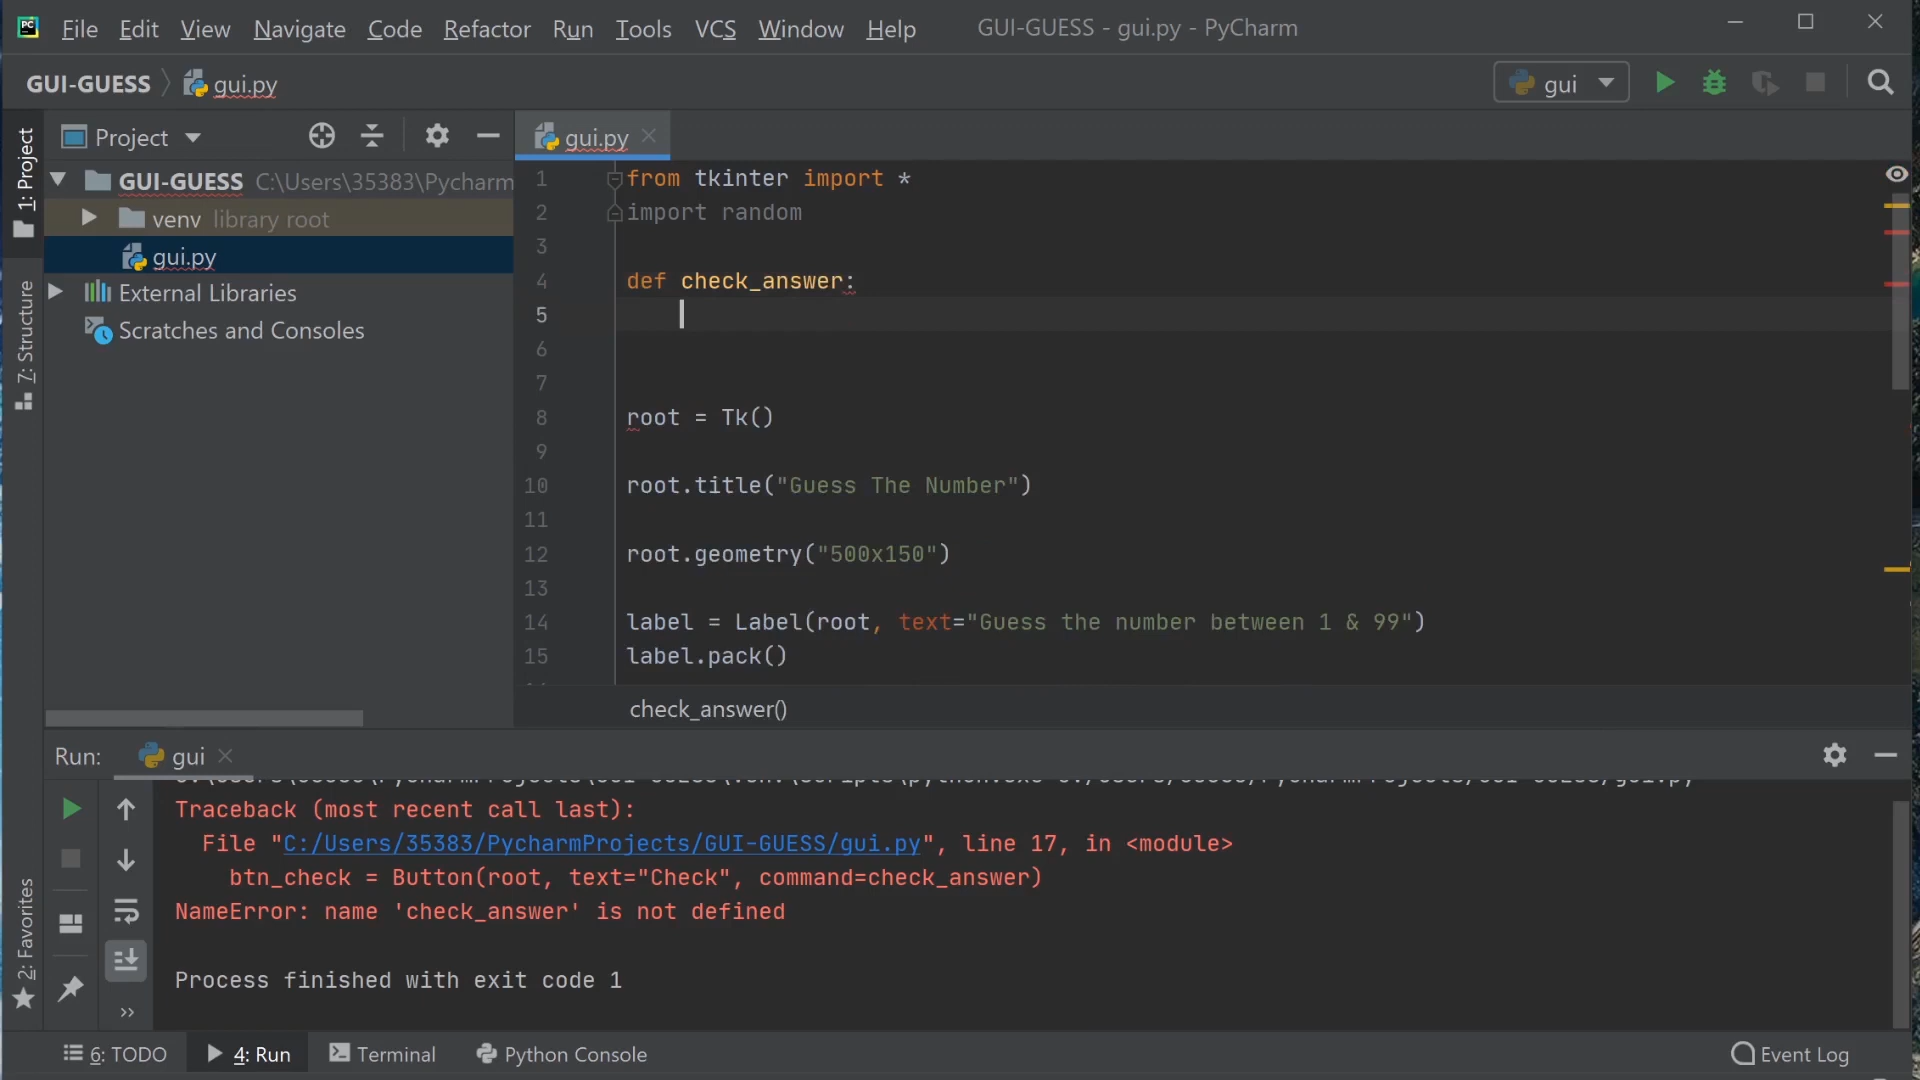 PC File Edit View Navigate Code Refactor Run Tools VCS Window Help GUI-GUESS - gui.py - PyCharm
GUI-GUESS gui.py gui
1: Project
7: Structure
2: Favorites
Project
GUI-GUESS C:\Users\35383\Pycharm
venv library root
gui.py
External Libraries
Scratches and Consoles
gui.py
1 from tkinter import *
2 import random
3
4 def check_answer:
5
6
7
8 root = Tk()
9
10 root.title("Guess The Number")
11
12 root.geometry("500x150")
13
14 label = Label(root, text="Guess the number between 1 & 99")
15 label.pack()
check_answer()
Run: gui
Traceback (most recent call last):
File "C:/Users/35383/PycharmProjects/GUI-GUESS/gui.py", line 17, in <module>
btn_check = Button(root, text="Check", command=check_answer)
NameError: name 'check_answer' is not defined
Process finished with exit code 1
6: TODO 4: Run Terminal Python Console Event Log